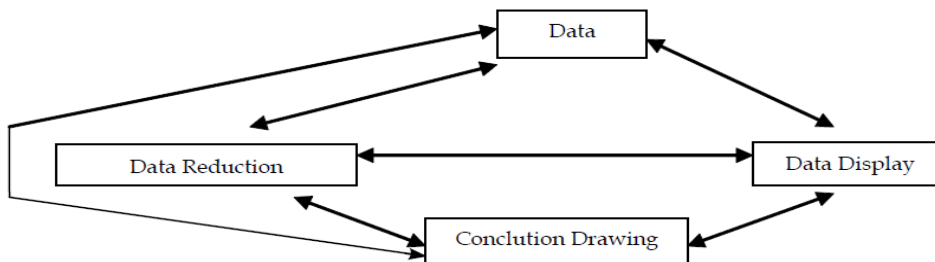 Data
Data Reduction
Data Display
Conclution Drawing